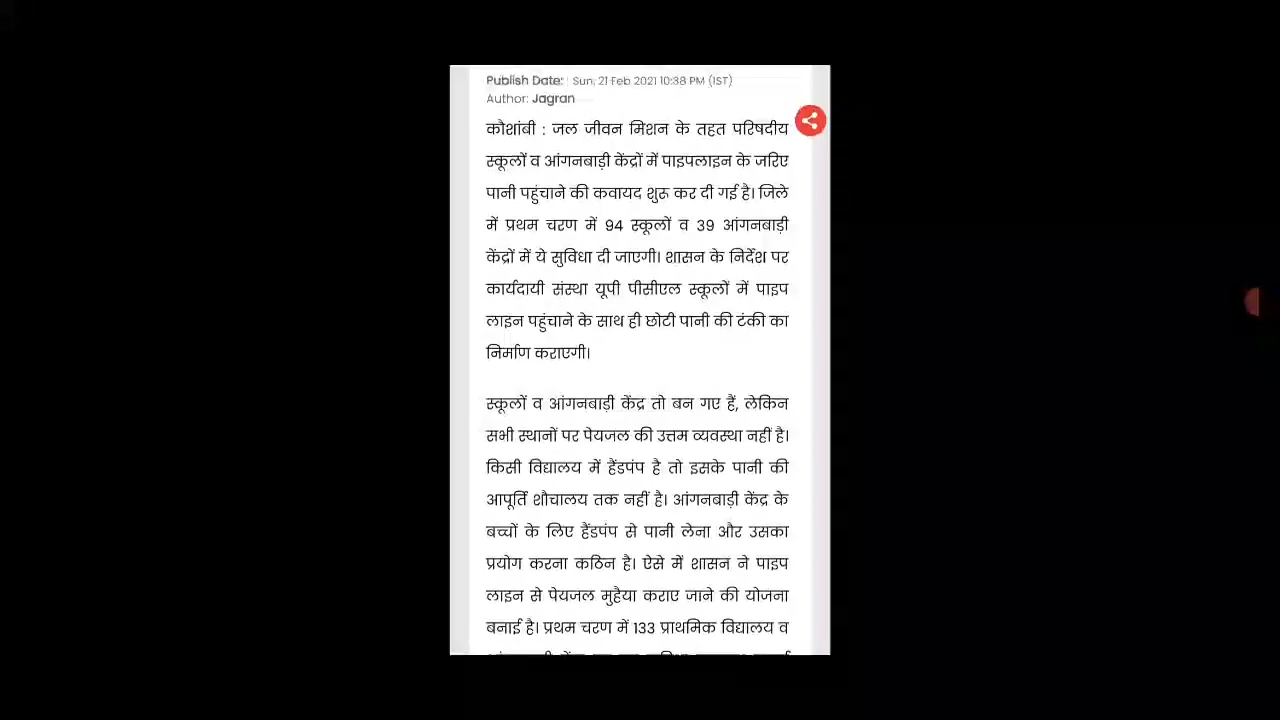 Publish Date: Sun, 21 Feb 2021 10:38 PM (IST)
Author: Jagran
कौशांबी : जल जीवन मिशन के तहत परिषदीय
स्कूलों व आंगनबाड़ी केंद्रों में पाइपलाइन के जरिए
पानी पहुंचाने की कवायद शुरू कर दी गई है। जिले
में प्रथम चरण में 94 स्कूलों व 39 आंगनबाड़ी
केंद्रों में ये सुविधा दी जाएगी। शासन के निर्देश पर
कार्यदायी संस्था यूपी पीसीएल स्कूलों में पाइप
लाइन पहुंचाने के साथ ही छोटी पानी की टंकी का
निर्माण कराएगी।
स्कूलों व आंगनबाड़ी केंद्र तो बन गए हैं, लेकिन
सभी स्थानों पर पेयजल की उत्तम व्यवस्था नहीं है।
किसी विद्यालय में हैंडपंप है तो इसके पानी की
आपूर्ति शौचालय तक नहीं है। आंगनबाड़ी केंद्र के
बच्चों के लिए हैंडपंप से पानी लेना और उसका
प्रयोग करना कठिन है। ऐसे में शासन ने पाइप
लाइन से पेयजल मुहैया कराए जाने की योजना
बनाई है। प्रथम चरण में 133 प्राथमिक विद्यालय व